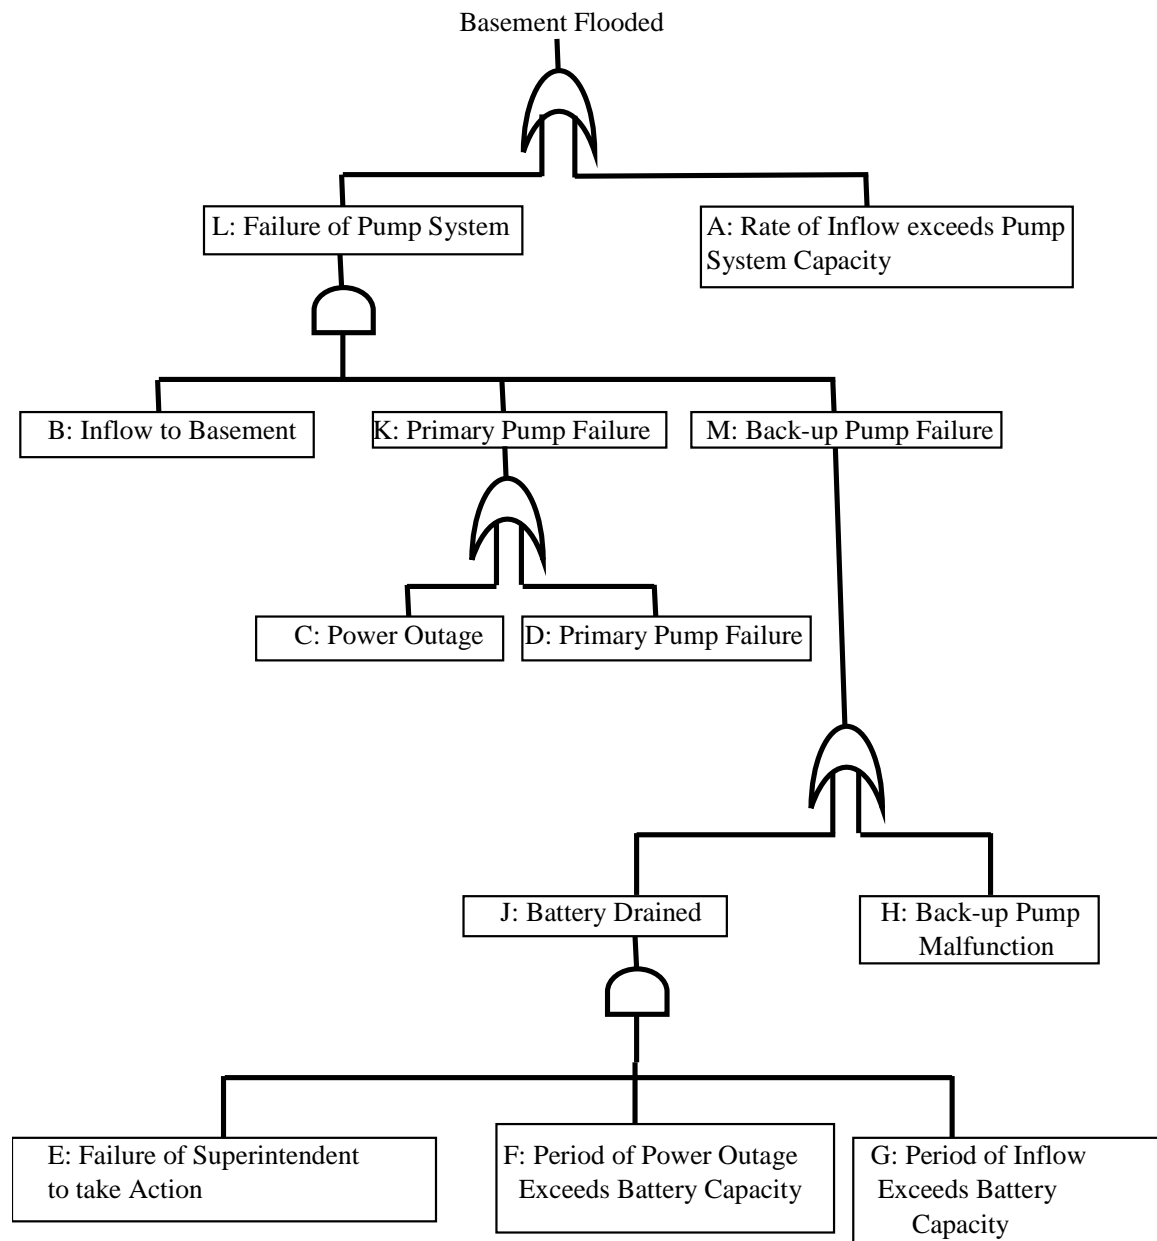 Basement Flooded
L: Failure of Pump System
A: Rate of Inflow exceeds Pump
System Capacity
B: Inflow to Basement
K: Primary Pump Failure
M: Back-up Pump Failure
C: Power Outage
D: Primary Pump Failure
J: Battery Drained
H: Back-up Pump
Malfunction
E: Failure of Superintendent
to take Action
F: Period of Power Outage
Exceeds Battery Capacity
G: Period of Inflow
Exceeds Battery
Capacity